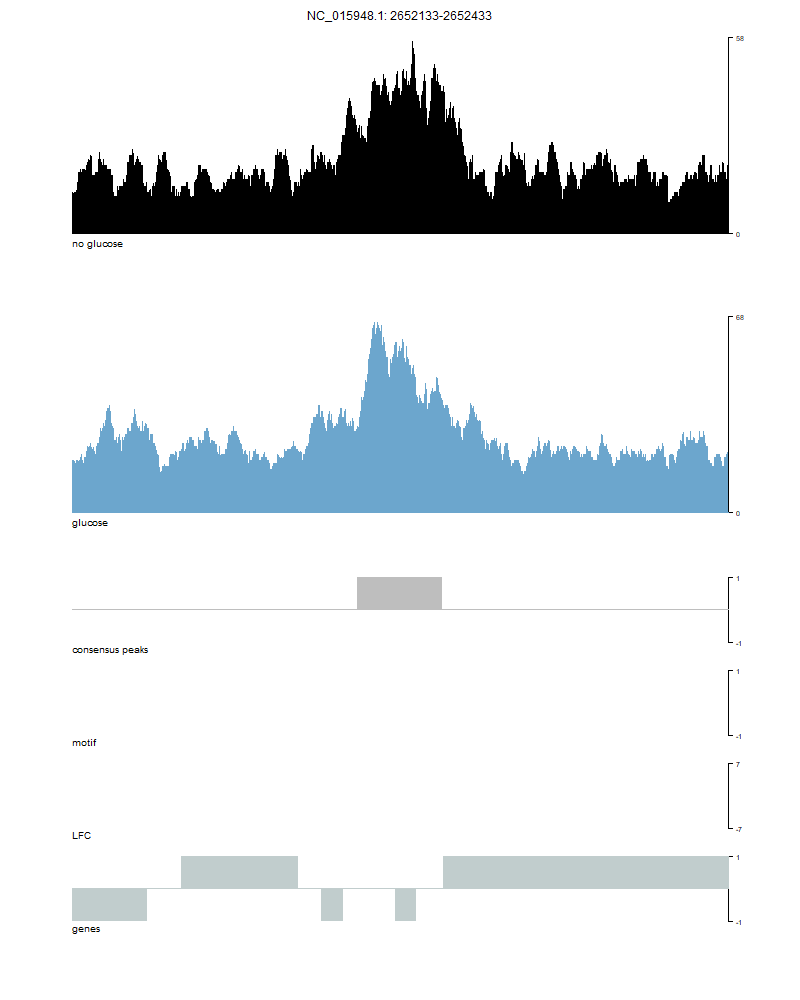 NC_015948.1: 2652133-2652433
58
0
no glucose
68
0
glucose
1
-1
consensus peaks
1
-1
motif
7
-7
LFC
1
-1
genes